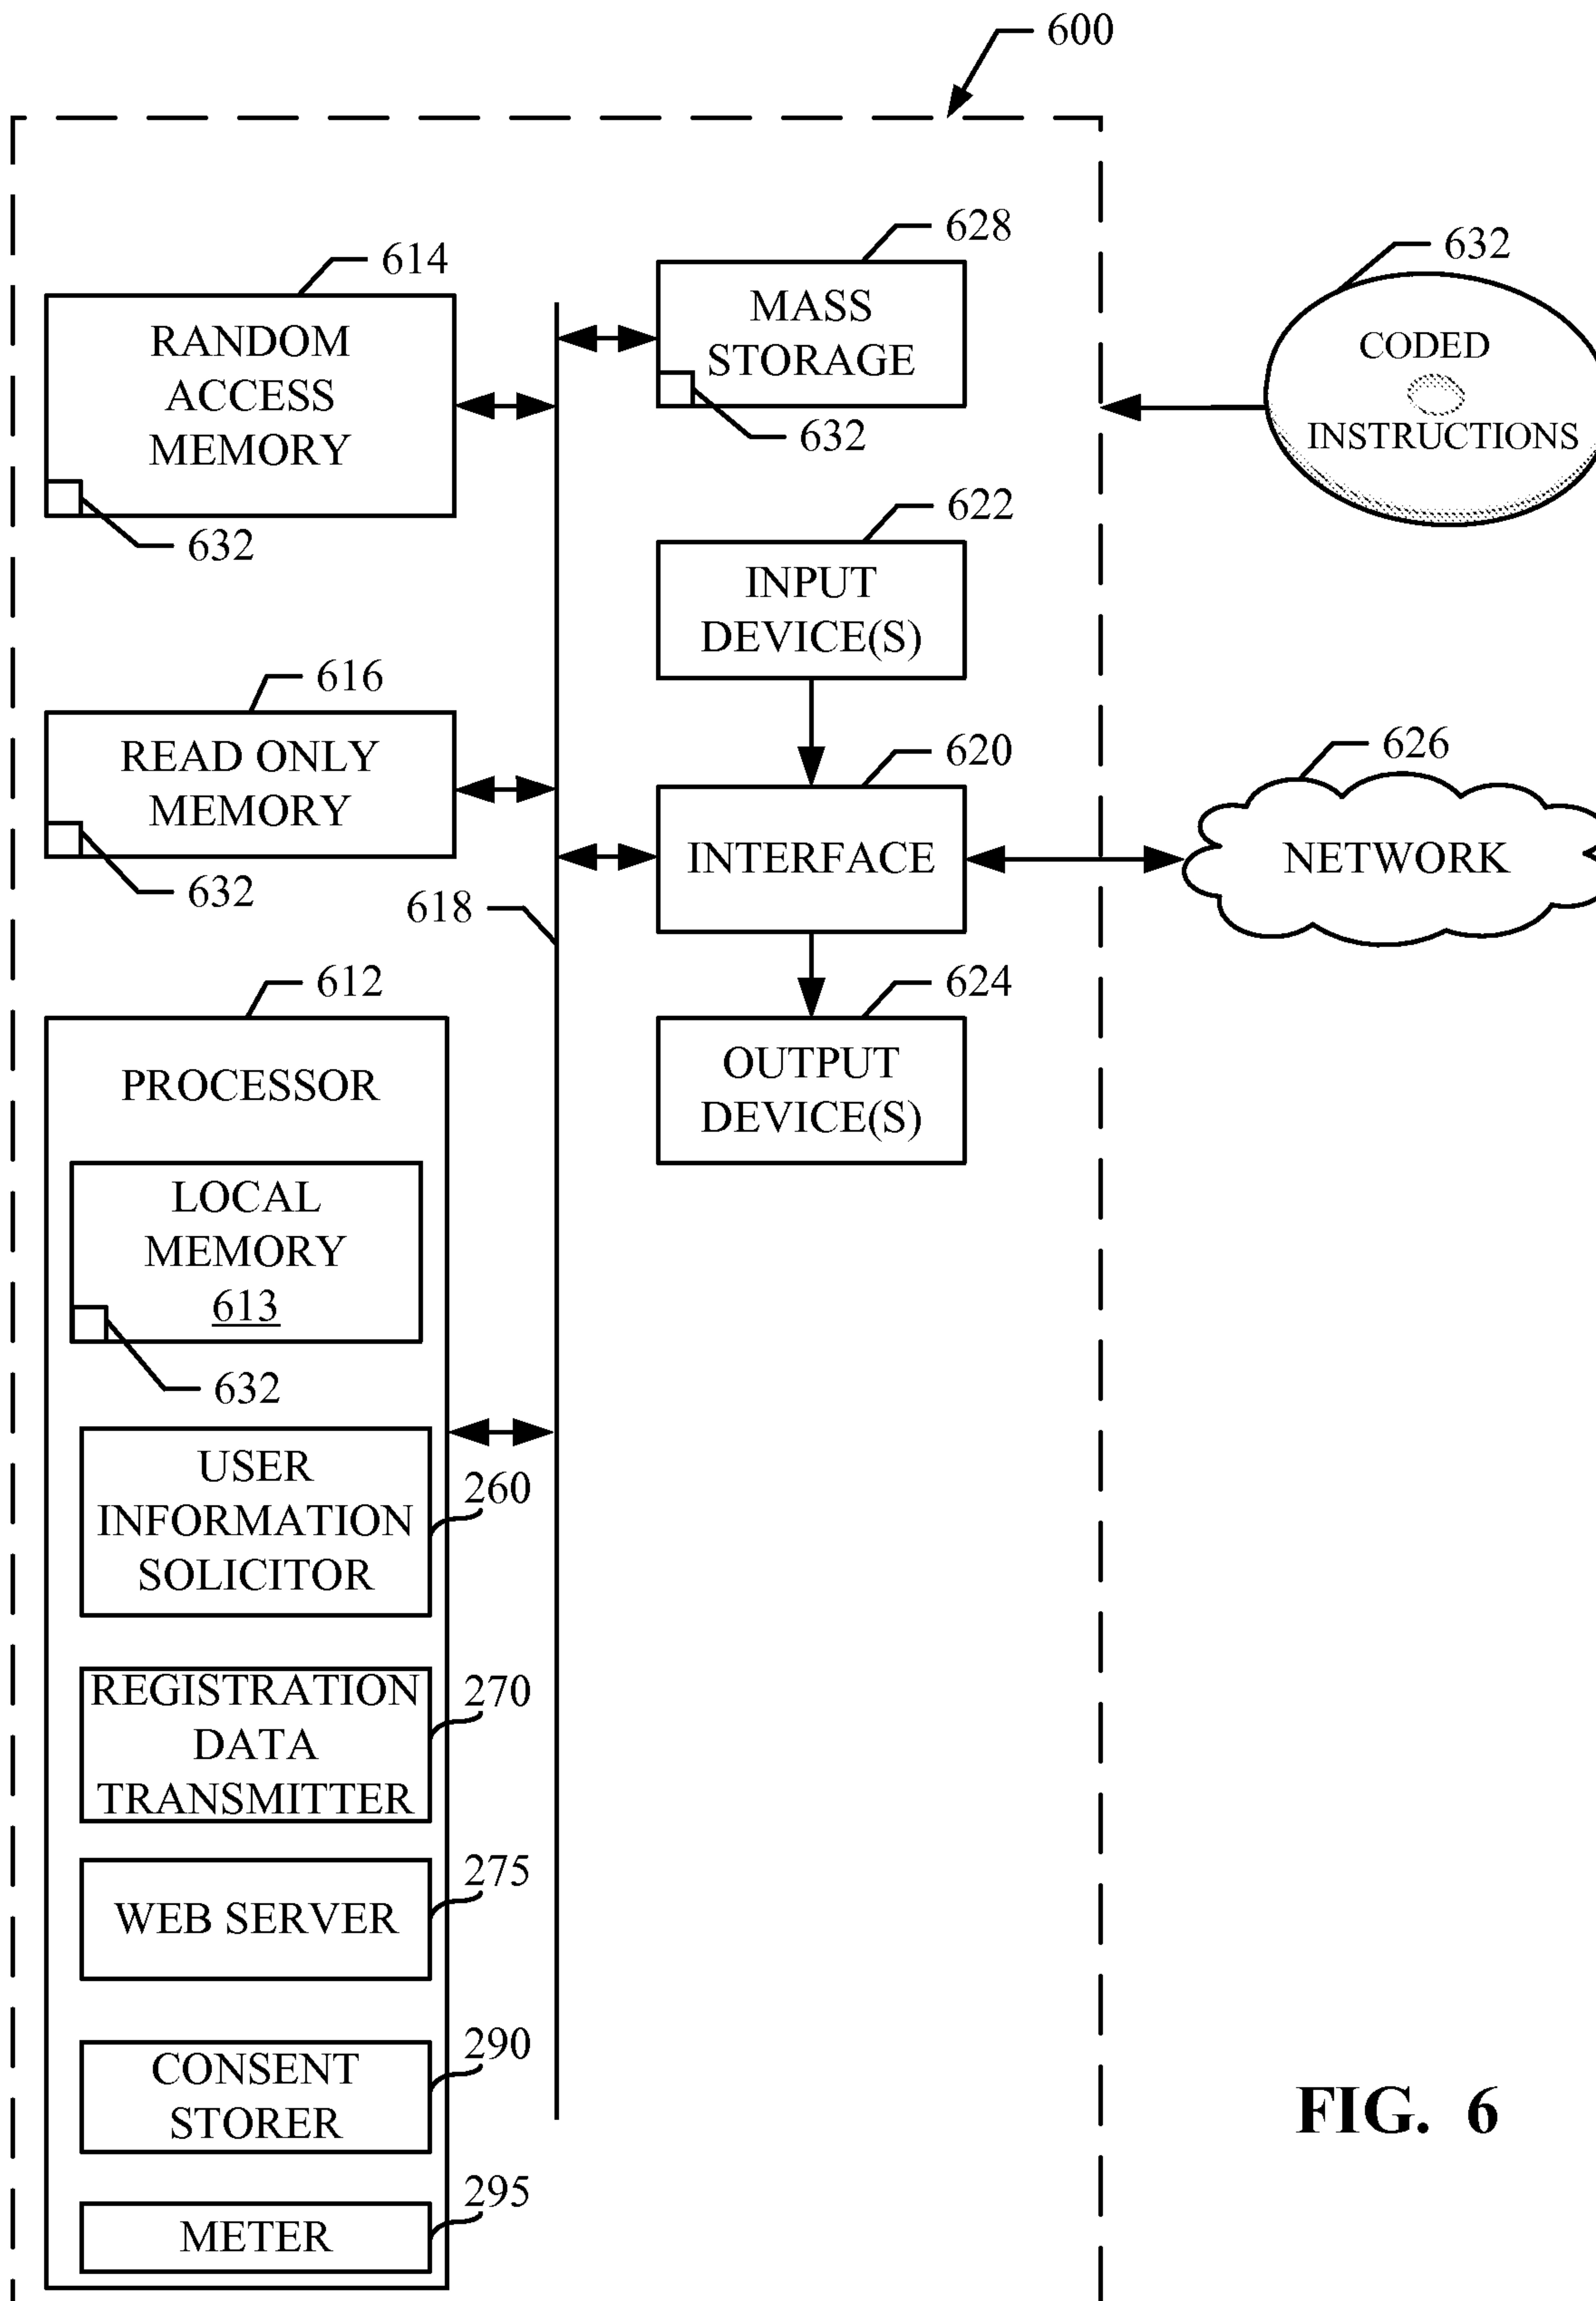 600
614
RANDOM
ACCESS
MEMORY
632
628
MASS
STORAGE
632
632
CODED
INSTRUCTIONS
622
INPUT
DEVICE(S)
616
READ ONLY
MEMORY
632
620
INTERFACE
626
NETWORK
618
624
OUTPUT
DEVICE(S)
612
PROCESSOR
LOCAL
MEMORY
613
632
USER
INFORMATION
SOLICITOR
260
REGISTRATION
DATA
TRANSMITTER
270
WEB SERVER
275
CONSENT
STORER
290
METER
295
FIG. 6